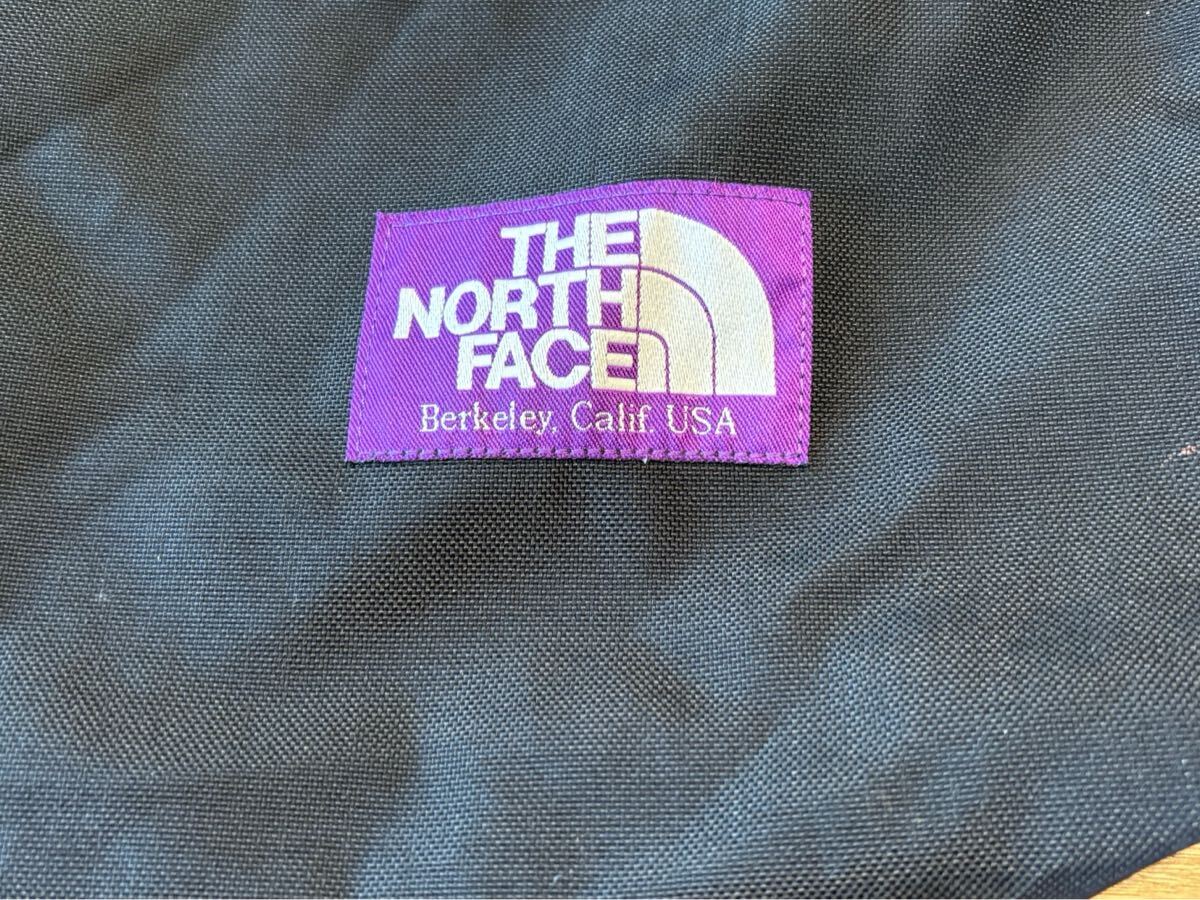 THE
NORTH
FACE
Berkeley, Calif. USA